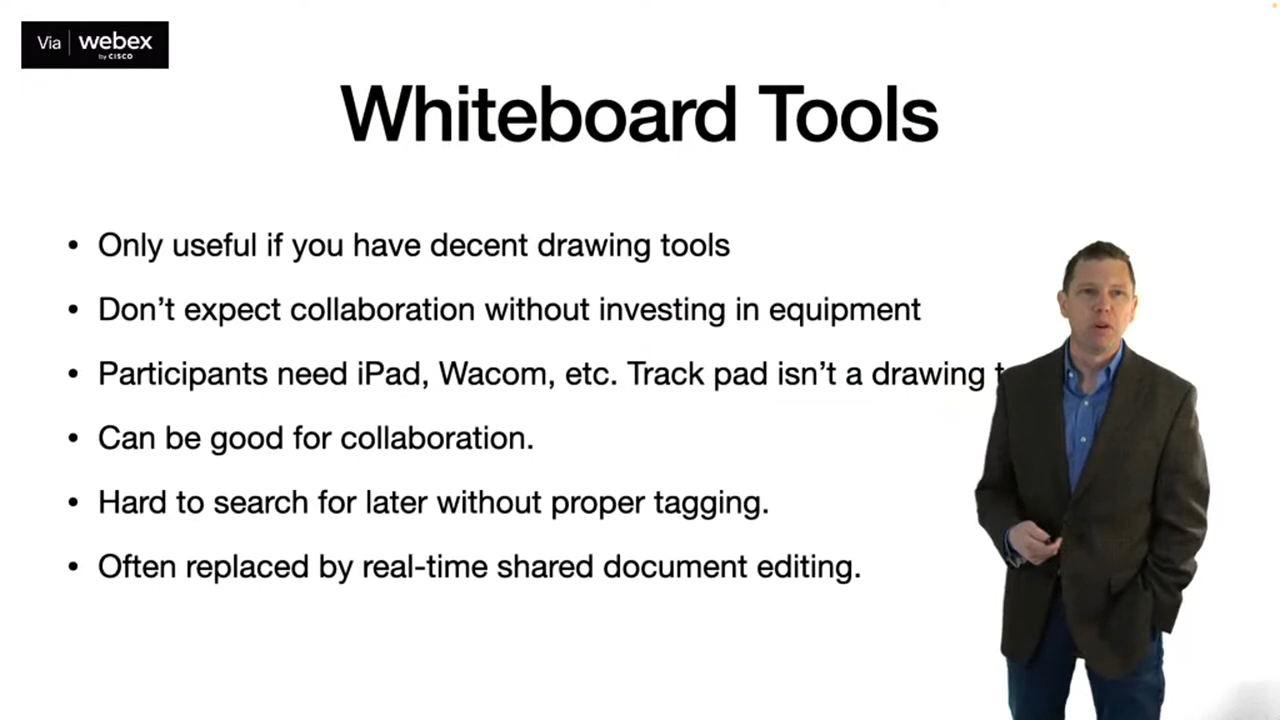 Via webex
by CISCO
Whiteboard Tools
• Only useful if you have decent drawing tools
• Don’t expect collaboration without investing in equipment
• Participants need iPad, Wacom, etc. Track pad isn’t a drawing
• Can be good for collaboration.
• Hard to search for later without proper tagging.
• Often replaced by real-time shared document editing.